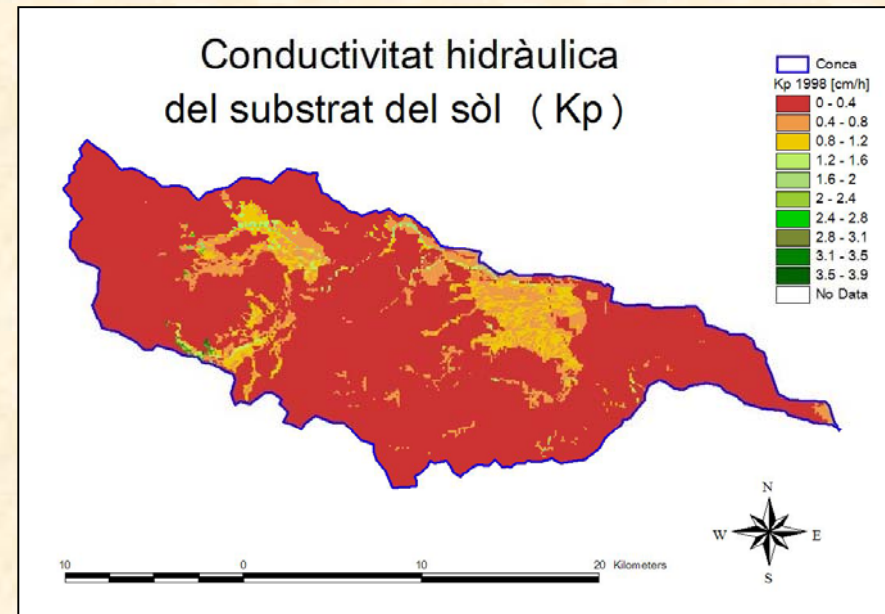 Conductivitat hidràulica
del substrat del sòl ( Kp )
Conca
Kp 1998 [cm/h]
0 - 0.4
0.4 - 0.8
0.8 - 1.2
1.2 - 1.6
1.6 - 2
2 - 2.4
2.4 - 2.8
2.8 - 3.1
3.1 - 3.5
3.5 - 3.9
No Data
N
W E
S
10 0 10 20 Kilometers